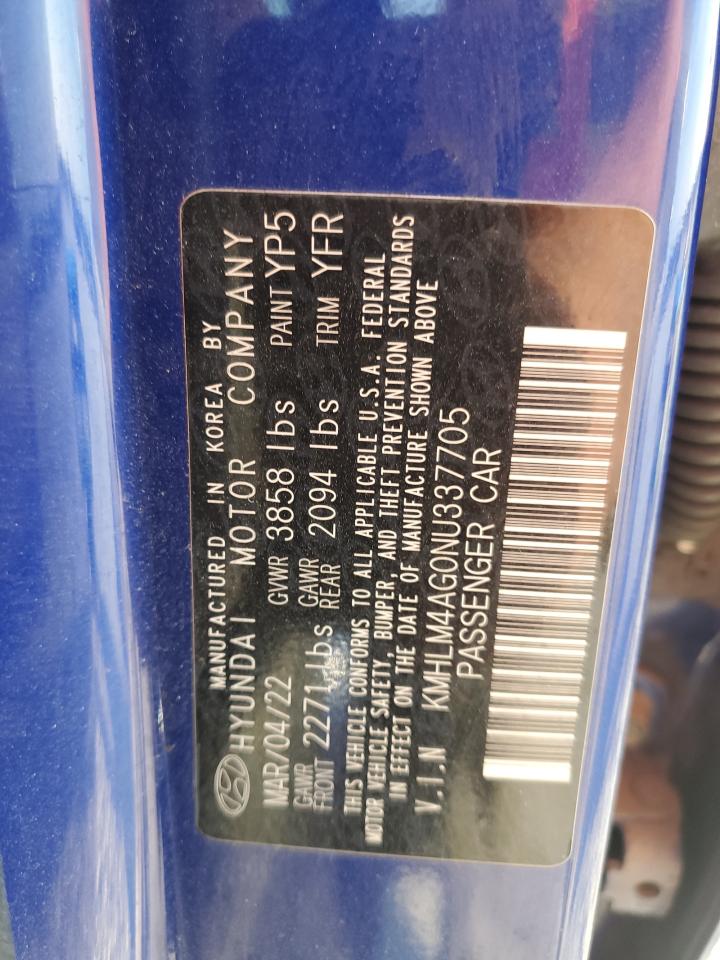 MANUFACTURED IN KOREA BY
HYUNDAI MOTOR COMPANY
MAR/04/22 GVWR 3858 lbs PAINT YP5
GAWR FRONT 2271 lbs GAWR REAR 2094 lbs TRIM YFR
THIS VEHICLE CONFORMS TO ALL APPLICABLE U.S.A. FEDERAL
MOTOR VEHICLE SAFETY, BUMPER, AND THEFT PREVENTION STANDARDS
IN EFFECT ON THE DATE OF MANUFACTURE SHOWN ABOVE
V.I.N KMHLM4AG0NU337705
PASSENGER CAR